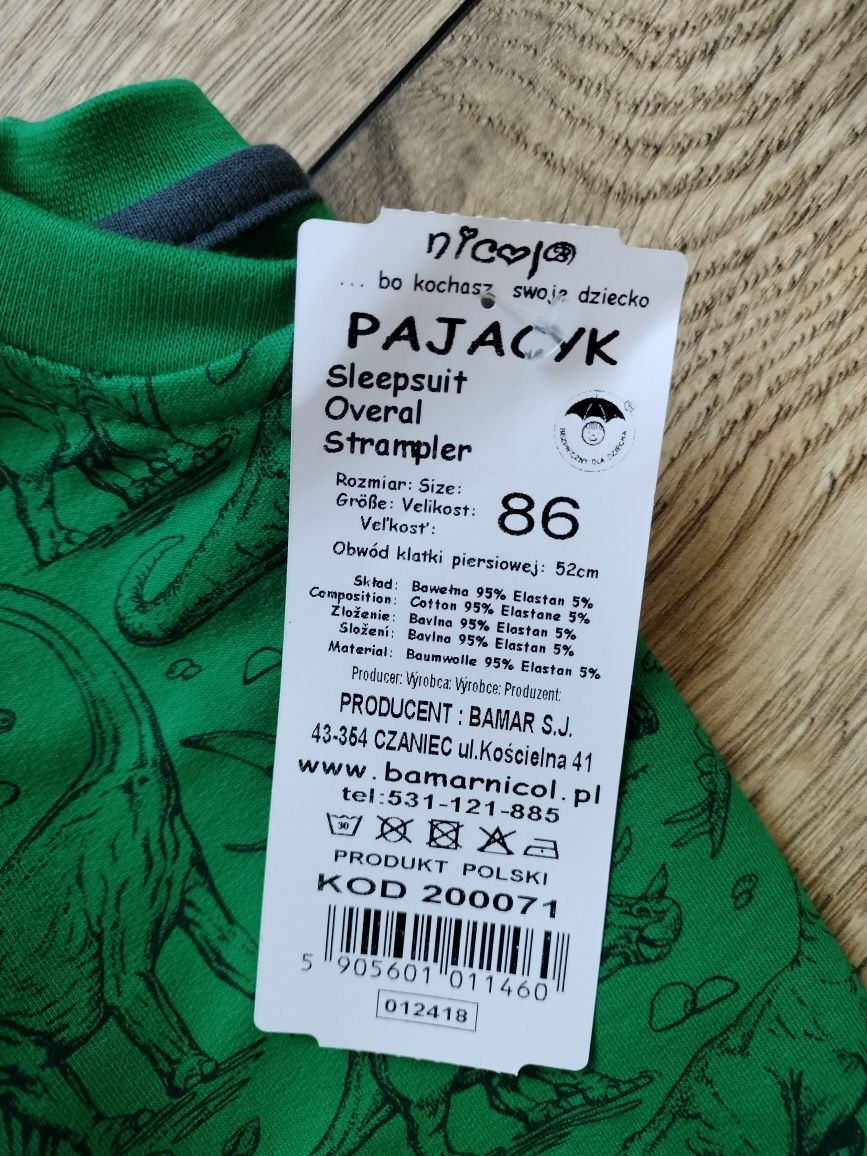 nicol
... bo kochasz swoje dziecko
PAJACYK
Sleepsuit
Overal
Strampler
BEZPIECZNY DLA DZIECKA
Rozmiar: Size:
Größe: Velikost:
Veľkosť:
86
Obwód klatki piersiowej: 52cm
Skład: Bawełna 95% Elastan 5%
Composition: Cotton 95% Elastane 5%
Zloženie: Bavlna 95% Elastan 5%
Složení: Bavlna 95% Elastan 5%
Material: Baumwolle 95% Elastan 5%
Producer: Výrobca: Výrobce: Produzent:
PRODUCENT : BAMAR S.J.
43-354 CZANIEC ul.Kościelna 41
www.bamarnicol.pl
tel:531-121-885
30
PRODUKT POLSKI
KOD 200071
5 905601 011460
012418